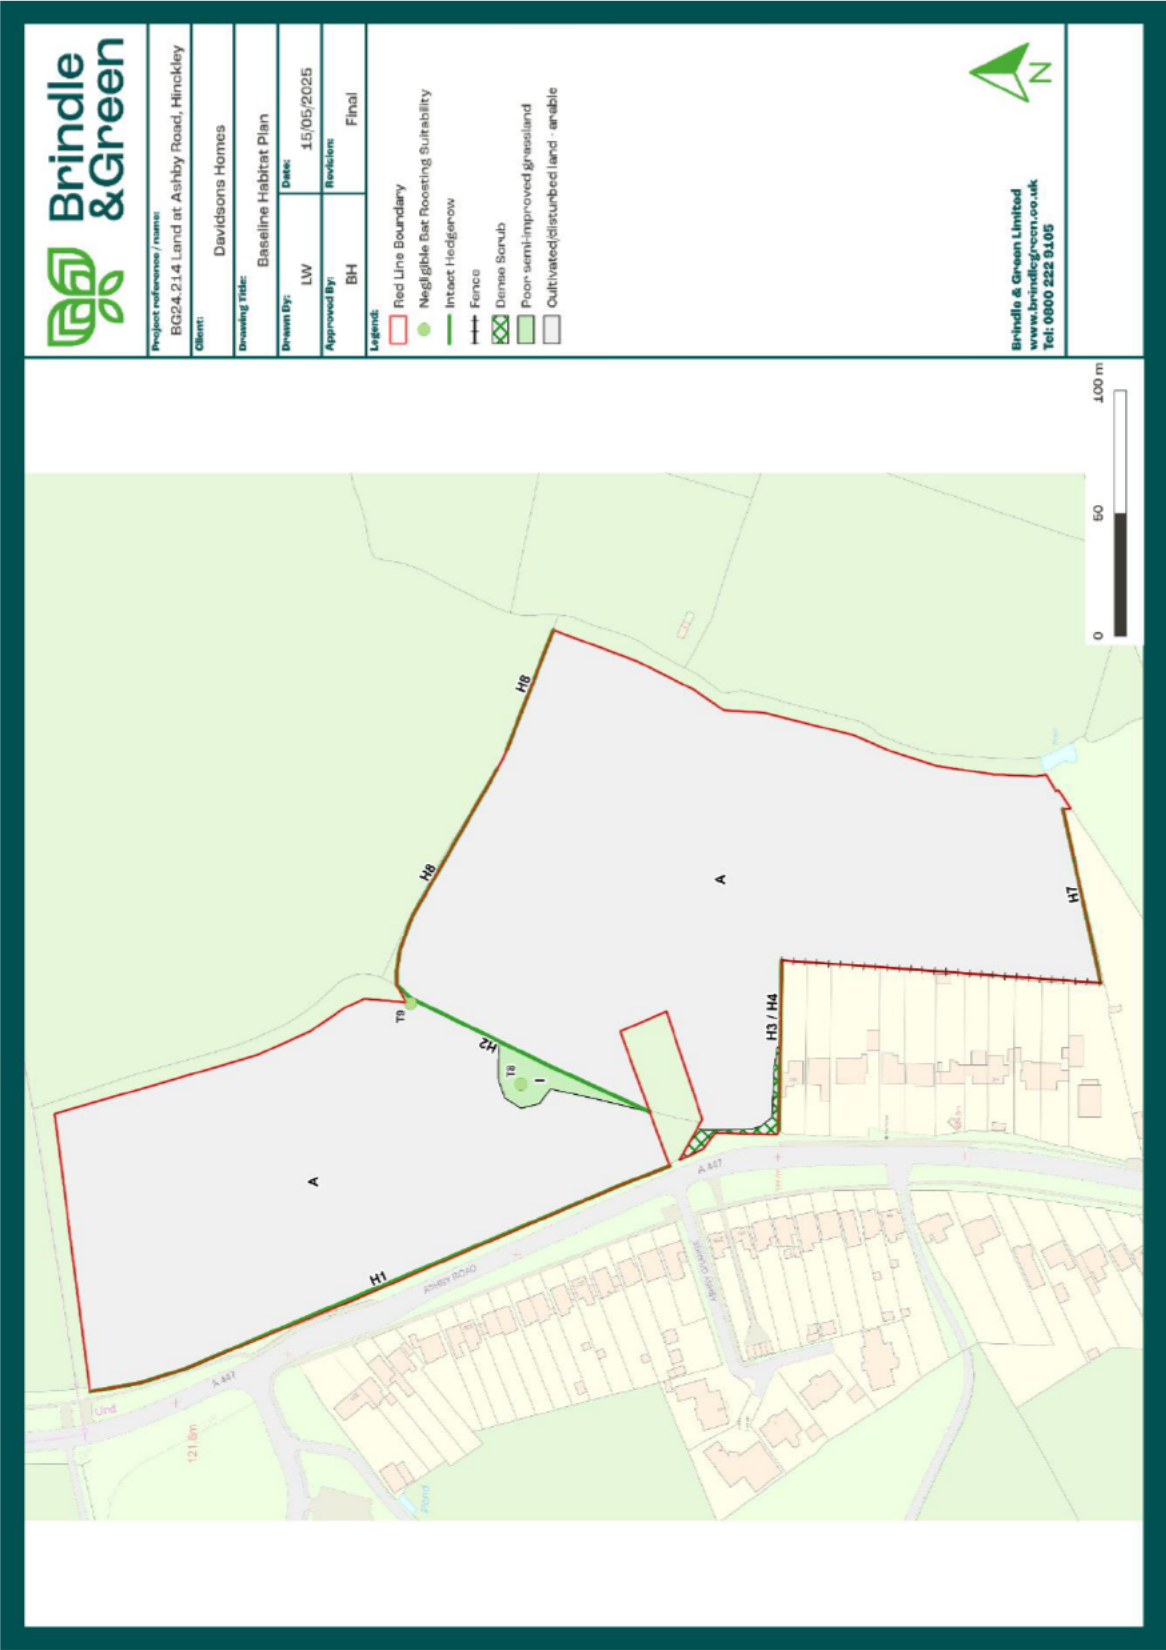 Brindle
&Green
Project reference / name:
BG24.214 Land at Ashby Road, Hinckley
Client:
Davidsons Homes
Drawing Title:
Baseline Habitat Plan
Drawn By:
LW
Date:
15/05/2025
Approved By:
BH
Revision:
Final
Legend:
Red Line Boundary
Negligible Bat Roosting Suitability
Intact Hedgerow
Fence
Dense Scrub
Poor semi-improved grassland
Cultivated/disturbed land - arable
N
Brindle & Green Limited
www.brindlegreen.co.uk
Tel: 0800 222 9105
0
50
100 m
H8
H8
T9
H2
T8
I
A
A
H3 / H4
H7
H1
A 447
ASHBY ROAD
A 447
Und
121.6m
Pond